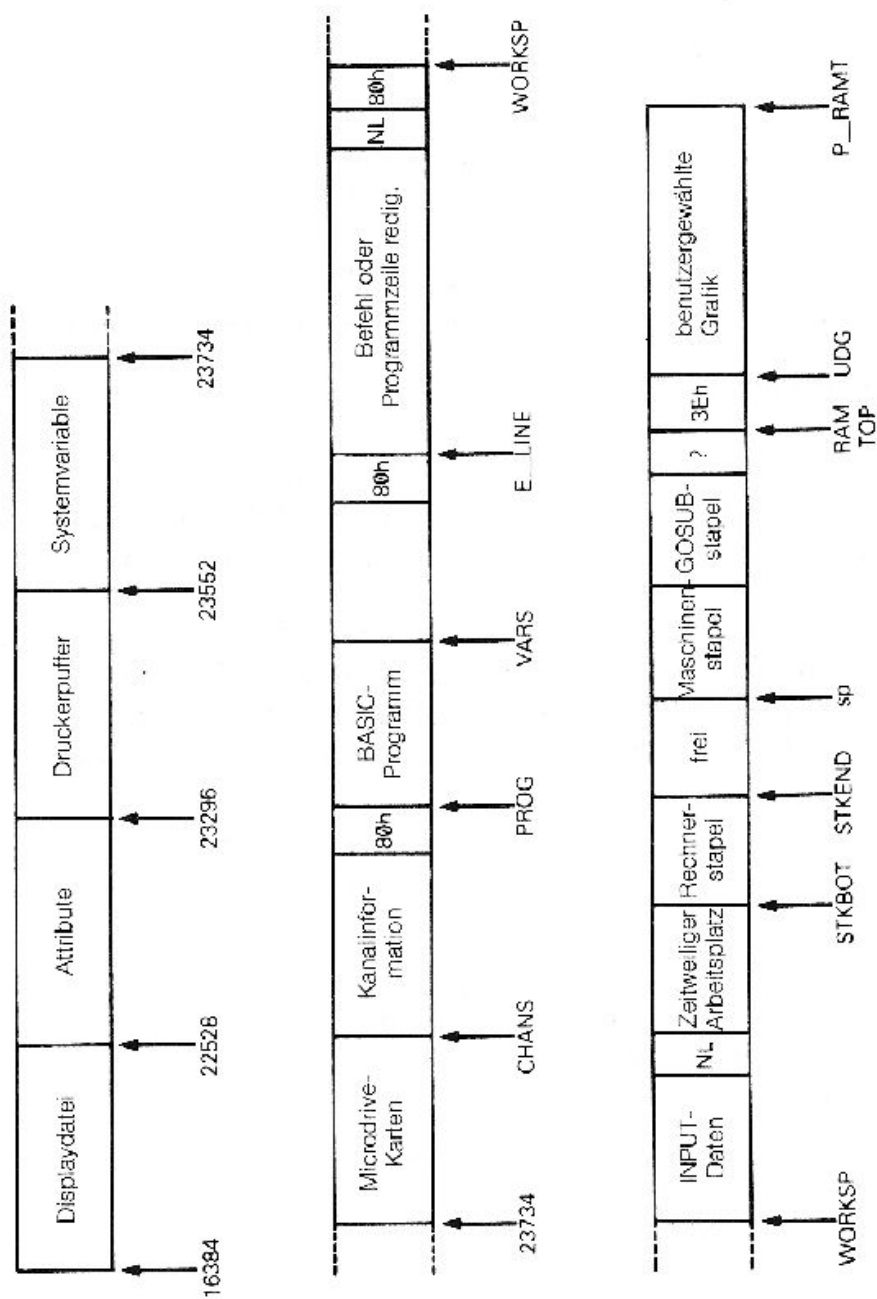 Displaydatei
Attribute
Druckerpuffer
Systemvariable
16384
22528
23296
23552
23734
Microdrive-
Karten
Kanalinfor-
mation
80h
BASIC-
Programm
80h
Befehl oder
Programmzeile redig.
NL
80h
23734
CHANS
PROG
VARS
E__LINE
WORKSP
INPUT-
Daten
NL
Zeitweiliger
Arbeitsplatz
Rechner-
stapel
frei
Maschinen-
stapel
GOSUB-
stapel
?
3Eh
benutzergewählte
Grafik
WORKSP
STKBOT
STKEND
sp
RAM
TOP
UDG
P__RAMT